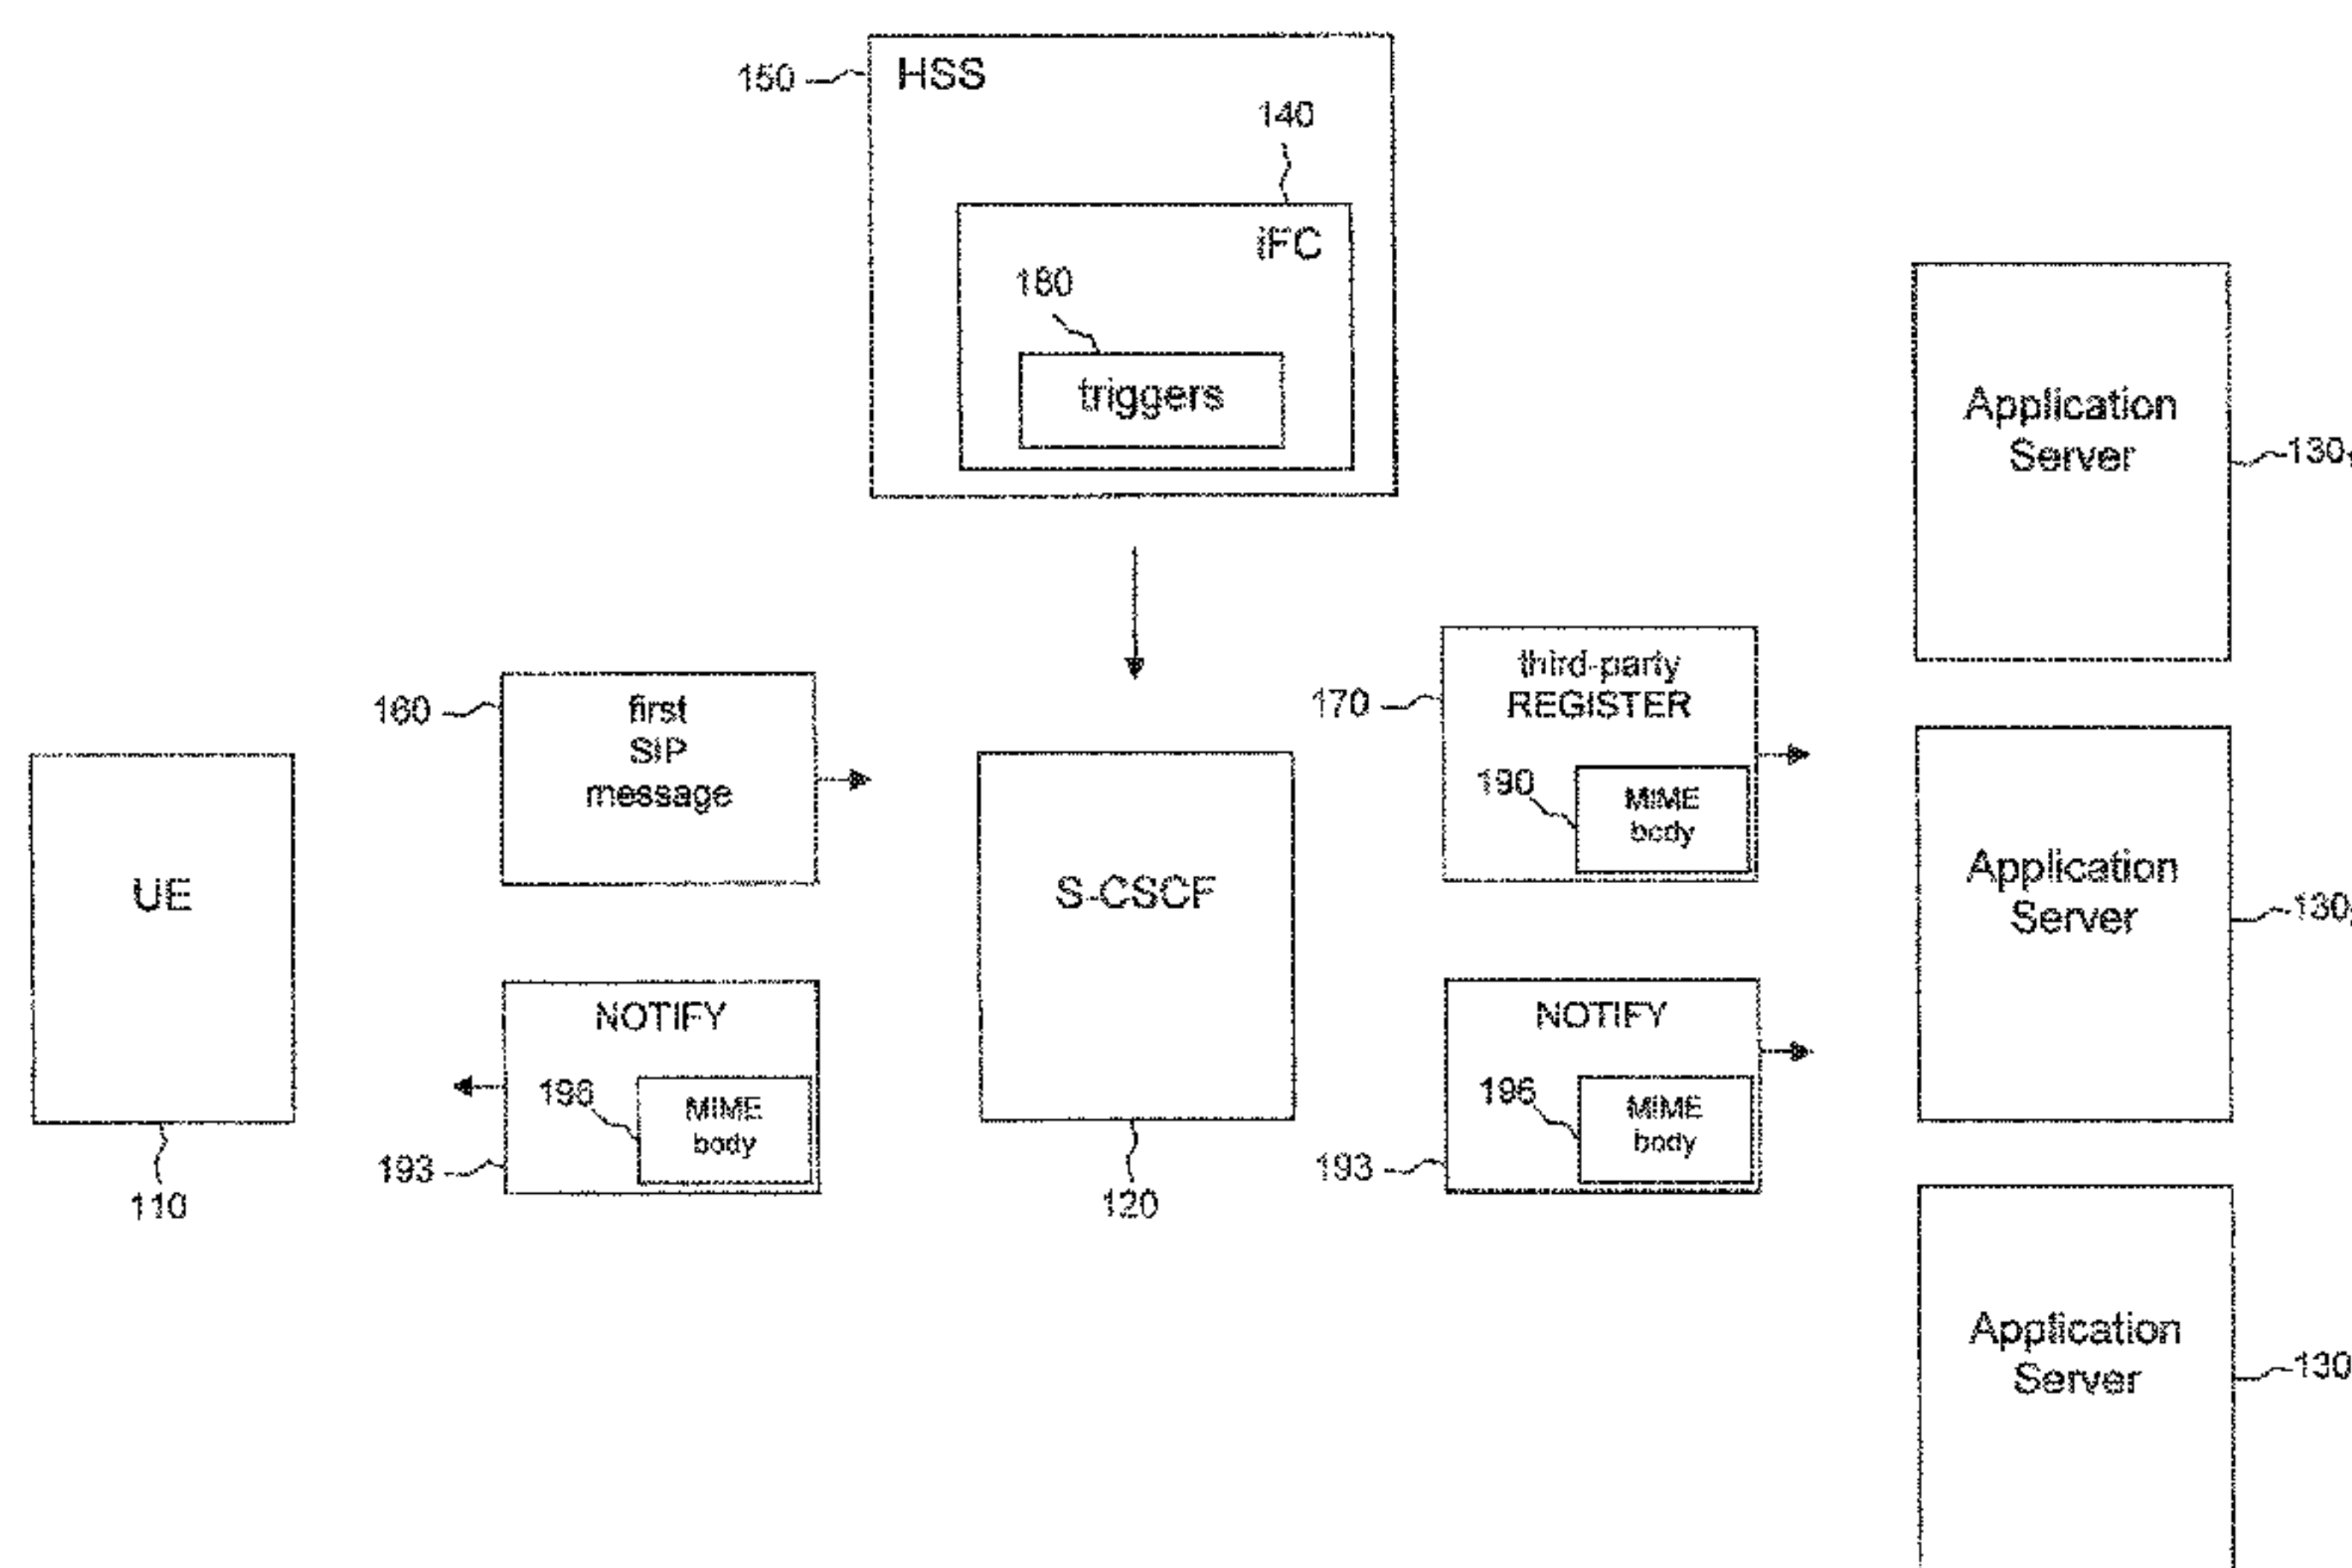 150
HSS
140
iFC
180
triggers
Application
Server
130
160
first
SIP
message
170
third-party
REGISTER
190
MIME
body
UE
S-CSCF
Application
Server
130
NOTIFY
198
MIME
body
193
NOTIFY
196
MIME
body
193
110
120
Application
Server
130